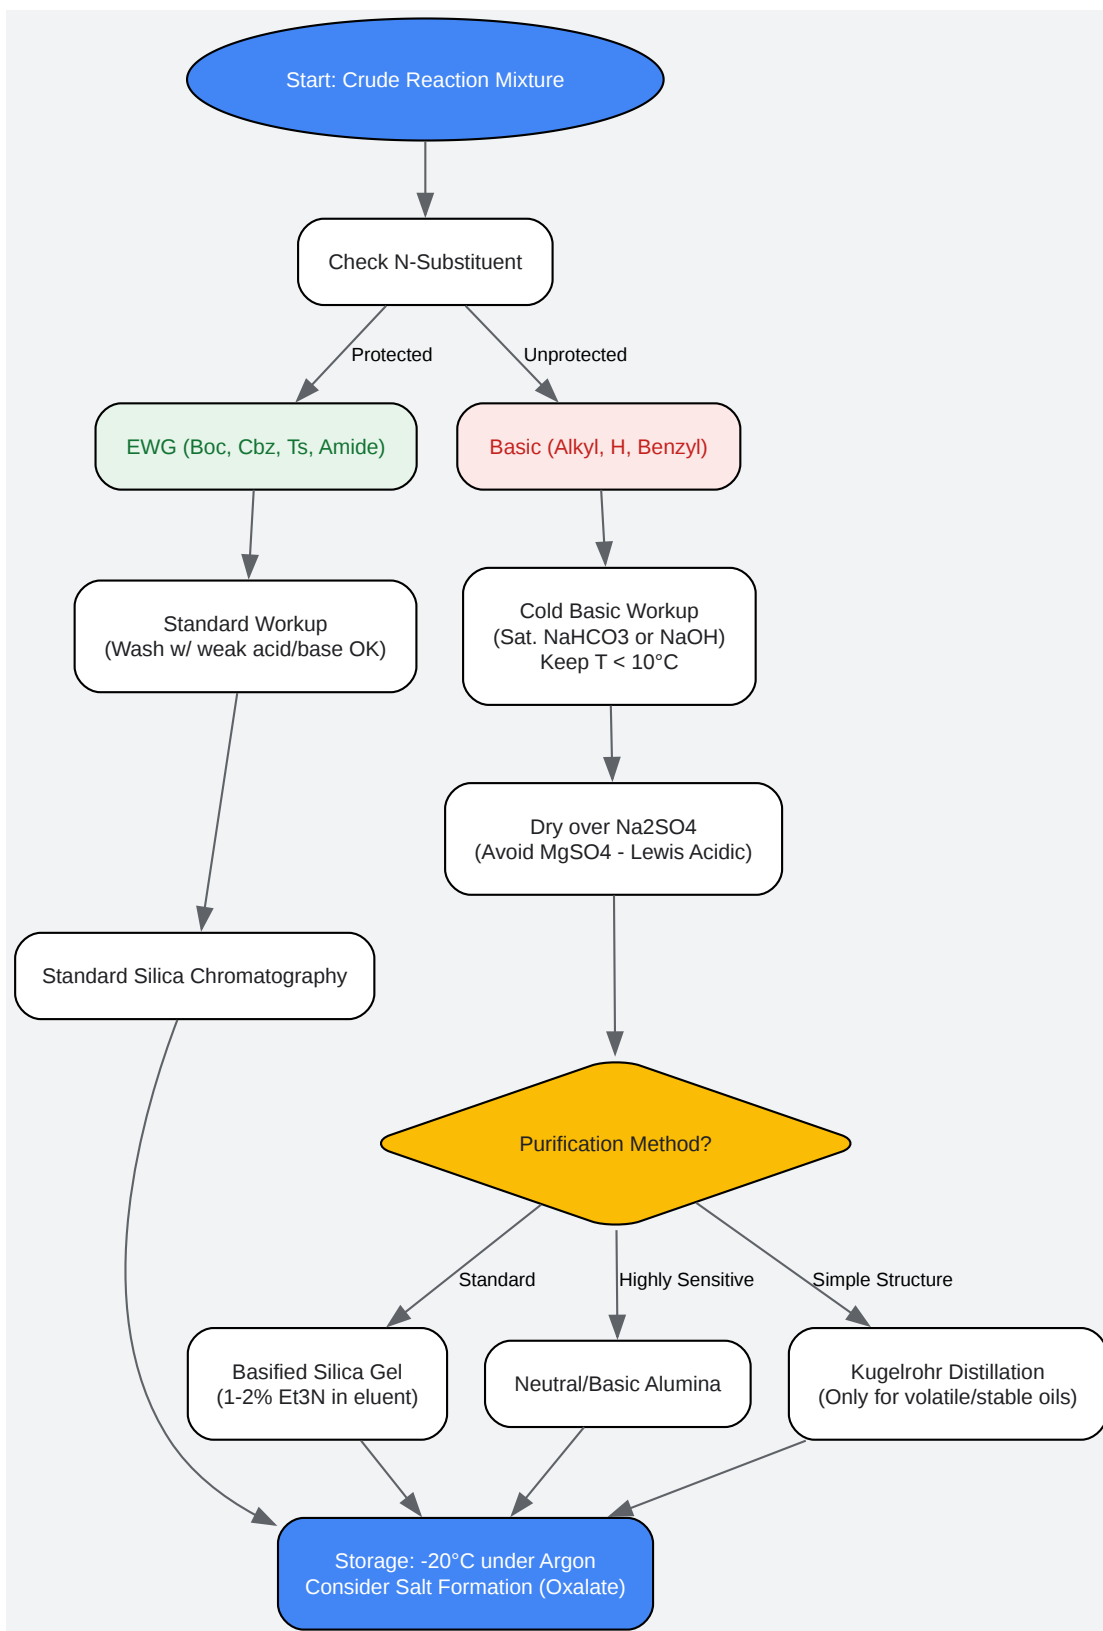 Start: Crude Reaction Mixture
Check N-Substituent
Protected
Unprotected
EWG (Boc, Cbz, Ts, Amide)
Basic (Alkyl, H, Benzyl)
Standard Workup
(Wash w/ weak acid/base OK)
Cold Basic Workup
(Sat. NaHCO3 or NaOH)
Keep T < 10°C
Dry over Na2SO4
(Avoid MgSO4 - Lewis Acidic)
Standard Silica Chromatography
Purification Method?
Standard
Highly Sensitive
Simple Structure
Basified Silica Gel
(1-2% Et3N in eluent)
Neutral/Basic Alumina
Kugelrohr Distillation
(Only for volatile/stable oils)
Storage: -20°C under Argon
Consider Salt Formation (Oxalate)